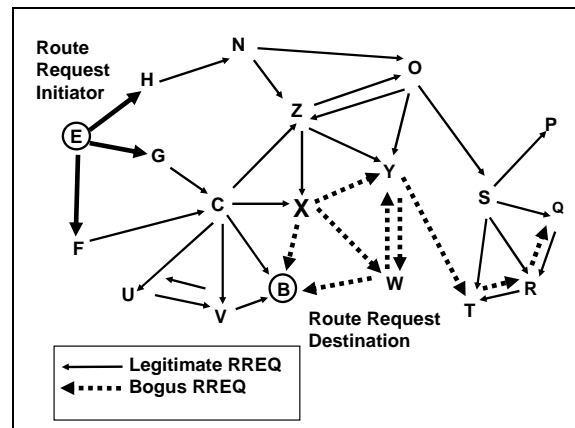 Route
Request
Initiator
N
H
O
Z
P
E
G
Y
C
X
S
Q
F
U
B
W
V
T
R
Route Request
Destination
Legitimate RREQ
Bogus RREQ